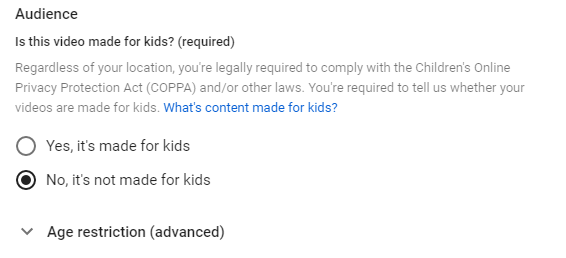 Audience
Is this video made for kids? (required)
Regardless of your location, you're legally required to comply with the Children's Online
Privacy Protection Act (COPPA) and/or other laws. You're required to tell us whether your
videos are made for kids. What's content made for kids?
Yes, it's made for kids
No, it's not made for kids
Age restriction (advanced)